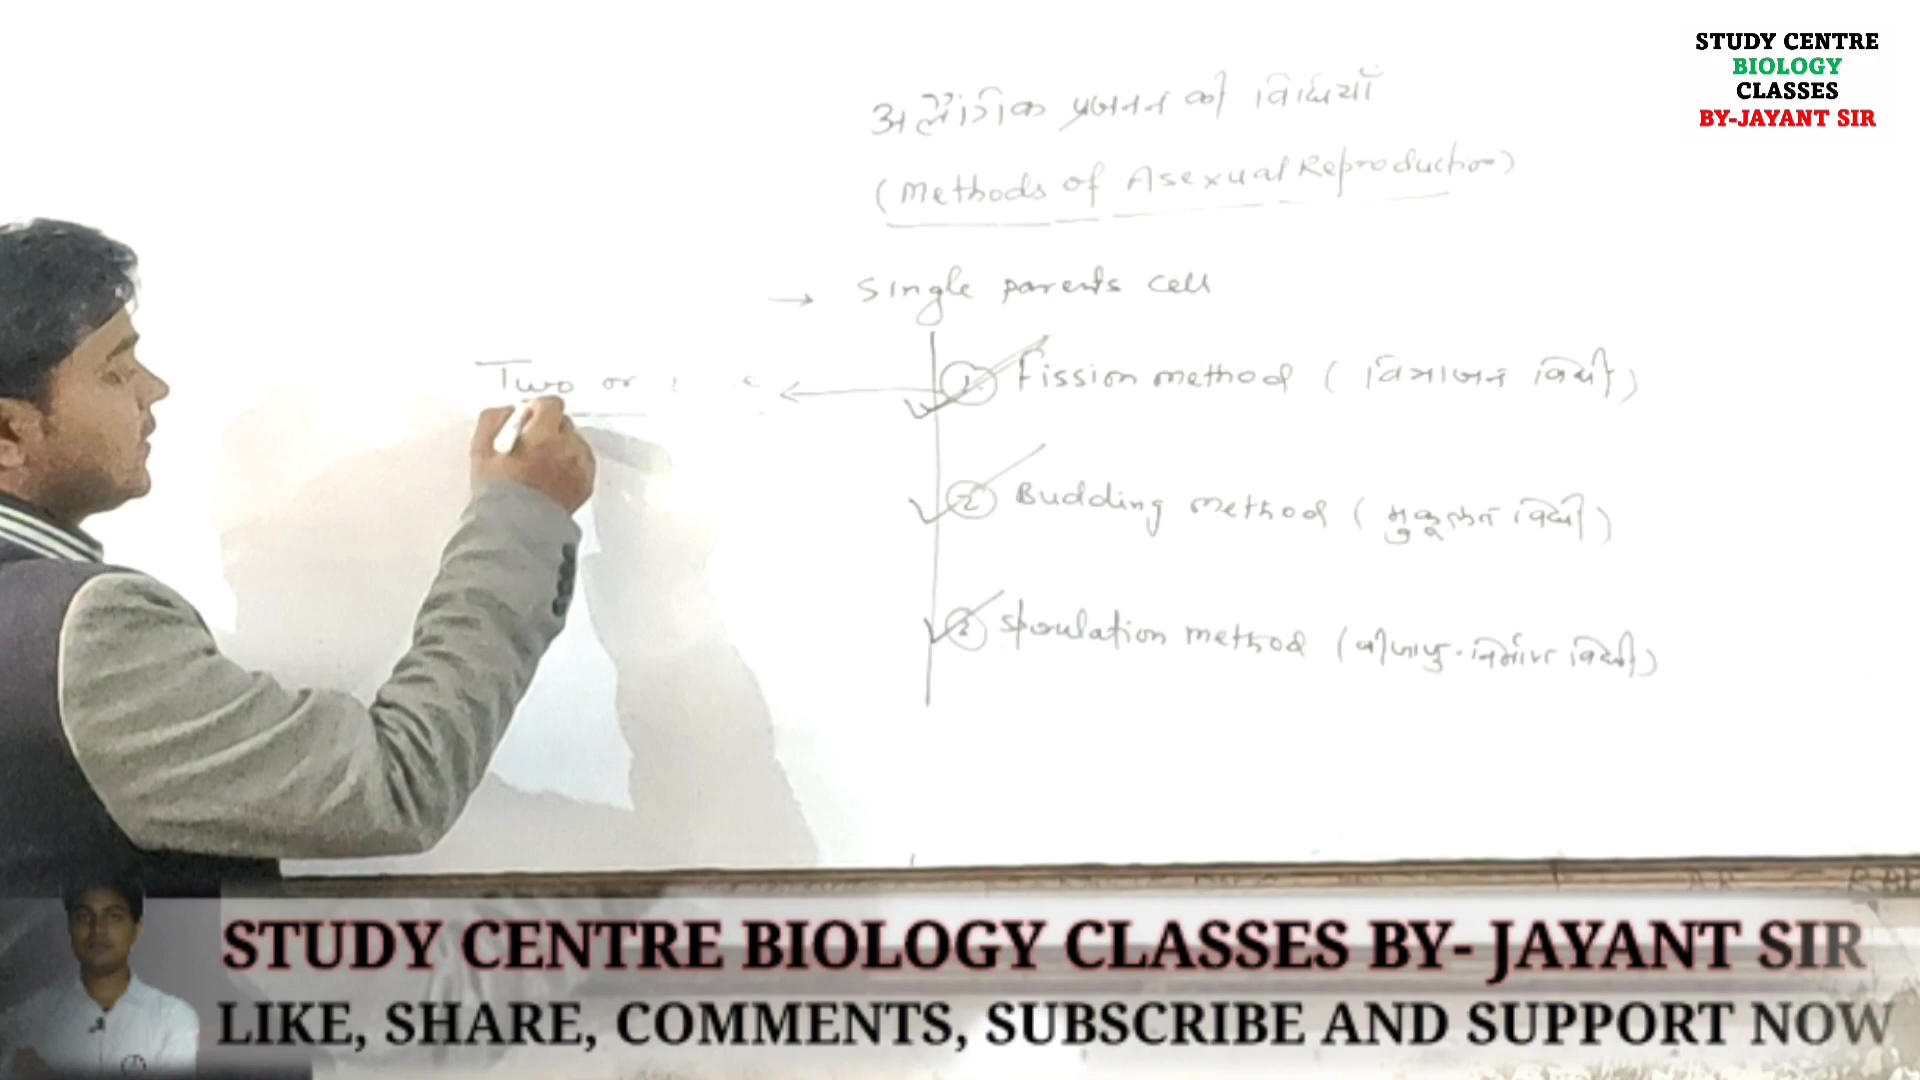 STUDY CENTRE
BIOLOGY
CLASSES
BY-JAYANT SIR
अलैंगिक प्रजनन की विधियाँ
(Methods of Asexual Reproduction)
→ Single parents cell
Two or
1. Fission method (विभाजन विधी)
2 Budding method (मुकूलन विधी)
Sporulation method (बीजाणु-निर्माण विधी)
STUDY CENTRE BIOLOGY CLASSES BY- JAYANT SIR
LIKE, SHARE, COMMENTS, SUBSCRIBE AND SUPPORT NOW